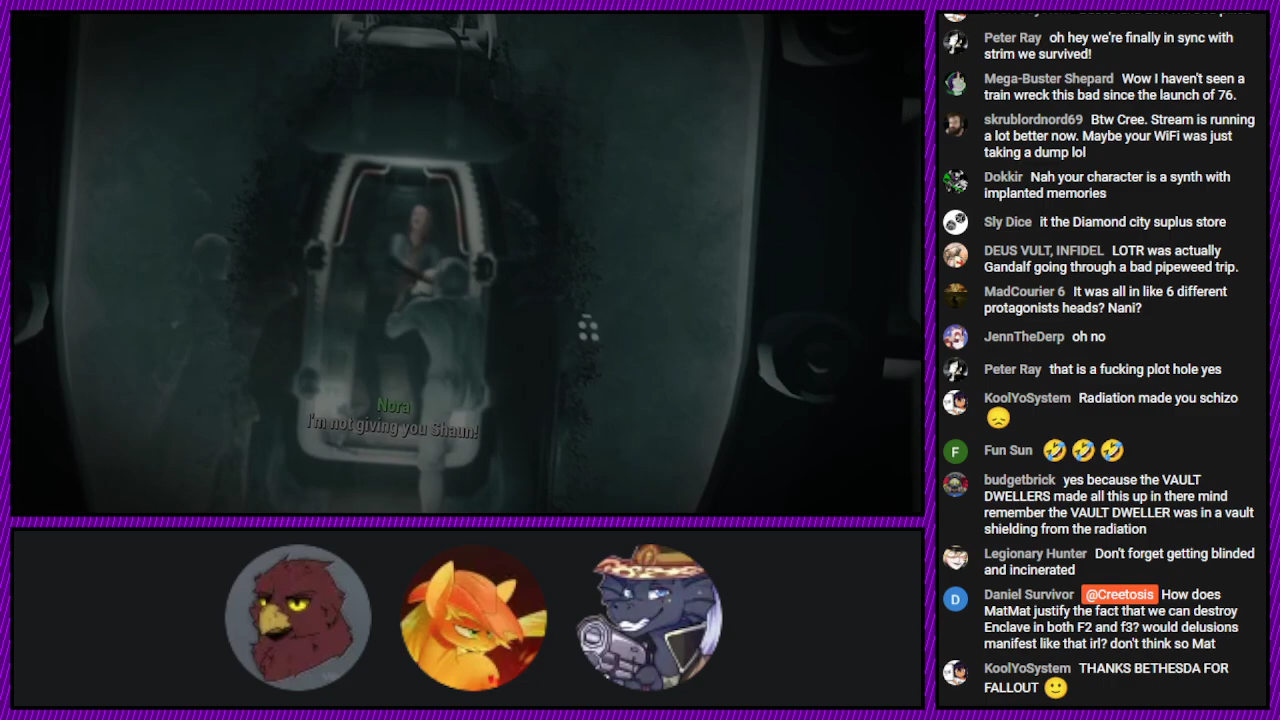 Nora
I'm not giving you Shaun!
Peter Ray oh hey we're finally in sync with
strim we survived!
Mega-Buster Shepard Wow I haven't seen a
train wreck this bad since the launch of 76.
skrublordnord69 Btw Cree. Stream is running
a lot better now. Maybe your WiFi was just
taking a dump lol
Dokkir Nah your character is a synth with
implanted memories
Sly Dice it the Diamond city suplus store
DEUS VULT, INFIDEL LOTR was actually
Gandalf going through a bad pipeweed trip.
MadCourier 6 It was all in like 6 different
protagonists heads? Nani?
JennTheDerp oh no
Peter Ray that is a fucking plot hole yes
KoolYoSystem Radiation made you schizo
😞
F Fun Sun 🤣🤣🤣
budgetbrick yes because the VAULT
DWELLERS made all this up in there mind
remember the VAULT DWELLER was in a vault
shielding from the radiation
Legionary Hunter Don't forget getting blinded
and incinerated
D Daniel Survivor @Creetosis How does
MatMat justify the fact that we can destroy
Enclave in both F2 and f3? would delusions
manifest like that irl? don't think so Mat
KoolYoSystem THANKS BETHESDA FOR
FALLOUT 🙂